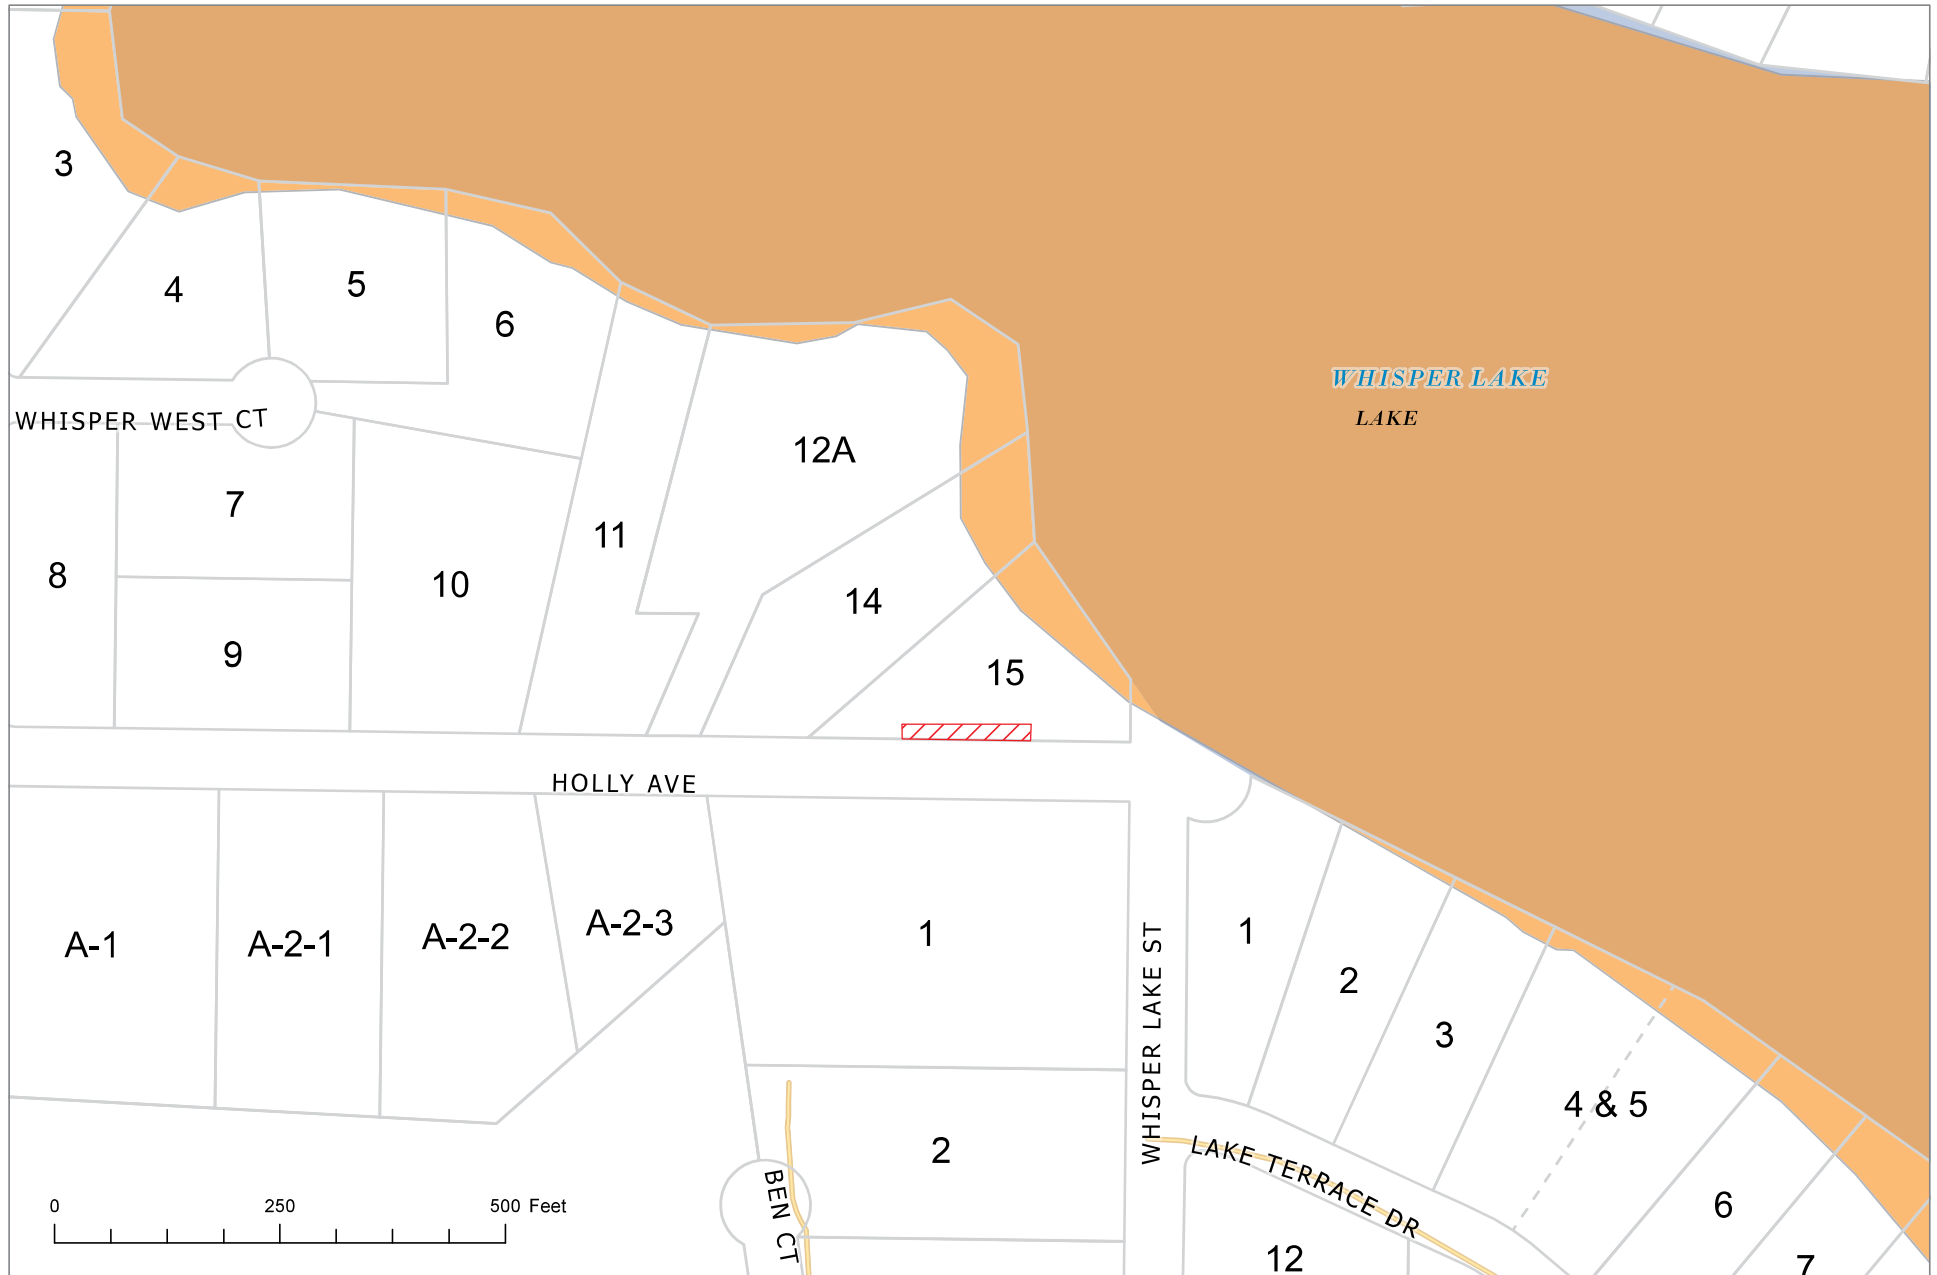 3
4
5
6
WHISPER LAKE
LAKE
WHISPER WEST CT
12A
7
11
8
10
14
9
15
HOLLY AVE
A-1
A-2-1
A-2-2
A-2-3
1
1
2
3
WHISPER LAKE ST
4 & 5
2
LAKE TERRACE DR
BEN CT
6
7
12
0 250 500 Feet